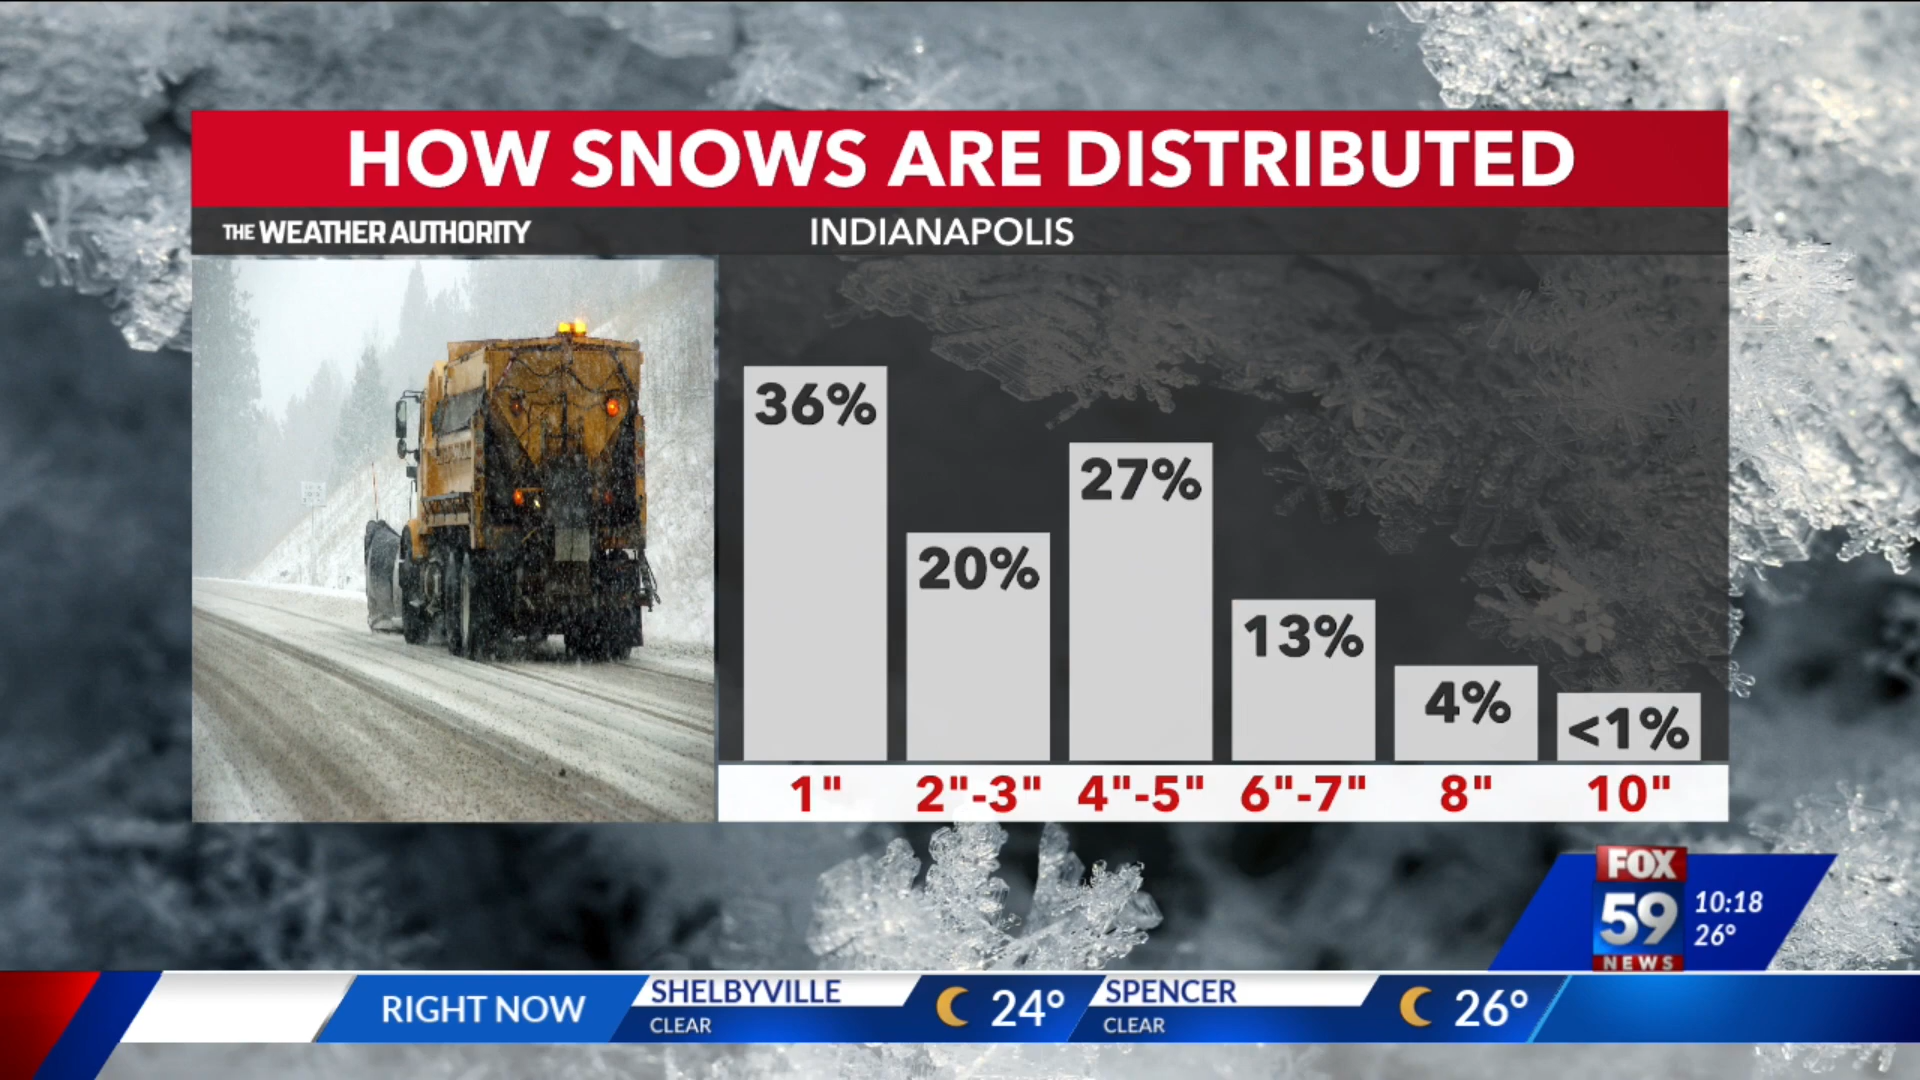 HOW SNOWS ARE DISTRIBUTED
THE WEATHER AUTHORITY
INDIANAPOLIS
36%
20%
27%
13%
4%
<1%
1"
2"-3"
4"-5"
6"-7"
8"
10"
FOX
59
NEWS
10:18
26°
RIGHT NOW
SHELBYVILLE
CLEAR
24°
SPENCER
CLEAR
26°